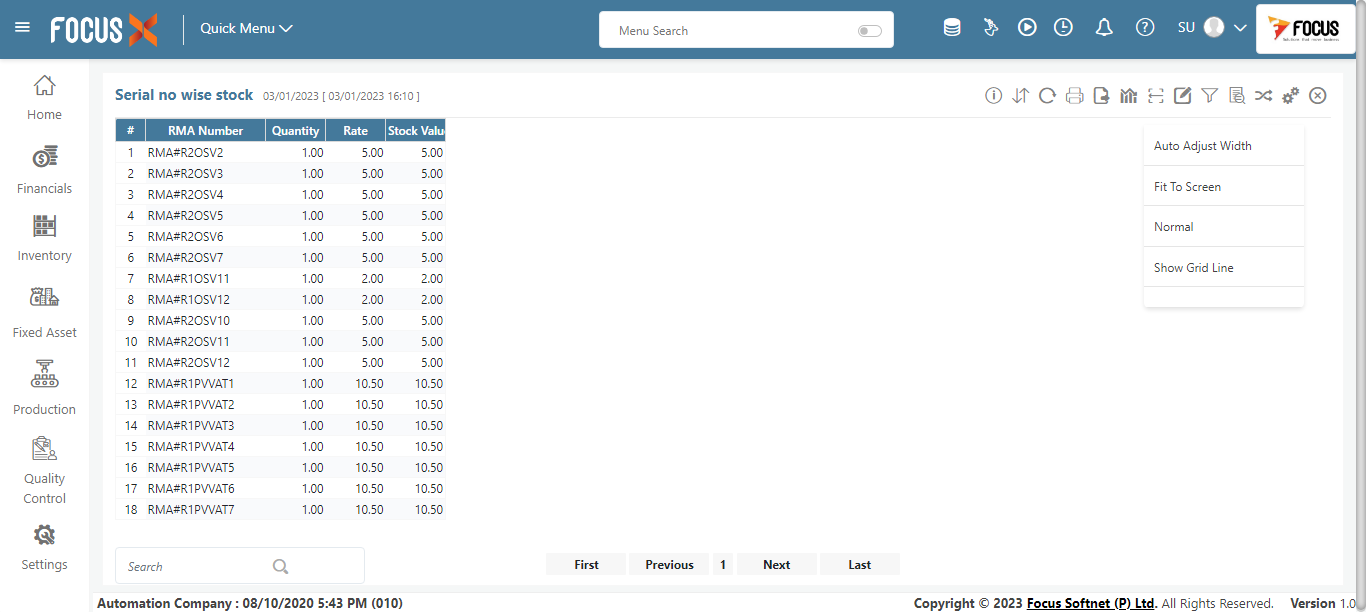 FOCUS X
Quick Menu
Menu Search
SU
FOCUS
Home
Financials
Inventory
Fixed Asset
Production
Quality
Control
Settings
Serial no wise stock 03/01/2023 [ 03/01/2023 16:10 ]
# RMA Number Quantity Rate Stock Valu
1 RMA#R2OSV2 1.00 5.00 5.00
2 RMA#R2OSV3 1.00 5.00 5.00
3 RMA#R2OSV4 1.00 5.00 5.00
4 RMA#R2OSV5 1.00 5.00 5.00
5 RMA#R2OSV6 1.00 5.00 5.00
6 RMA#R2OSV7 1.00 5.00 5.00
7 RMA#R1OSV11 1.00 2.00 2.00
8 RMA#R1OSV12 1.00 2.00 2.00
9 RMA#R2OSV10 1.00 5.00 5.00
10 RMA#R2OSV11 1.00 5.00 5.00
11 RMA#R2OSV12 1.00 5.00 5.00
12 RMA#R1PVVAT1 1.00 10.50 10.50
13 RMA#R1PVVAT2 1.00 10.50 10.50
14 RMA#R1PVVAT3 1.00 10.50 10.50
15 RMA#R1PVVAT4 1.00 10.50 10.50
16 RMA#R1PVVAT5 1.00 10.50 10.50
17 RMA#R1PVVAT6 1.00 10.50 10.50
18 RMA#R1PVVAT7 1.00 10.50 10.50
Auto Adjust Width
Fit To Screen
Normal
Show Grid Line
Search
First Previous 1 Next Last
Automation Company : 08/10/2020 5:43 PM (010)
Copyright © 2023 Focus Softnet (P) Ltd. All Rights Reserved. Version 1.0